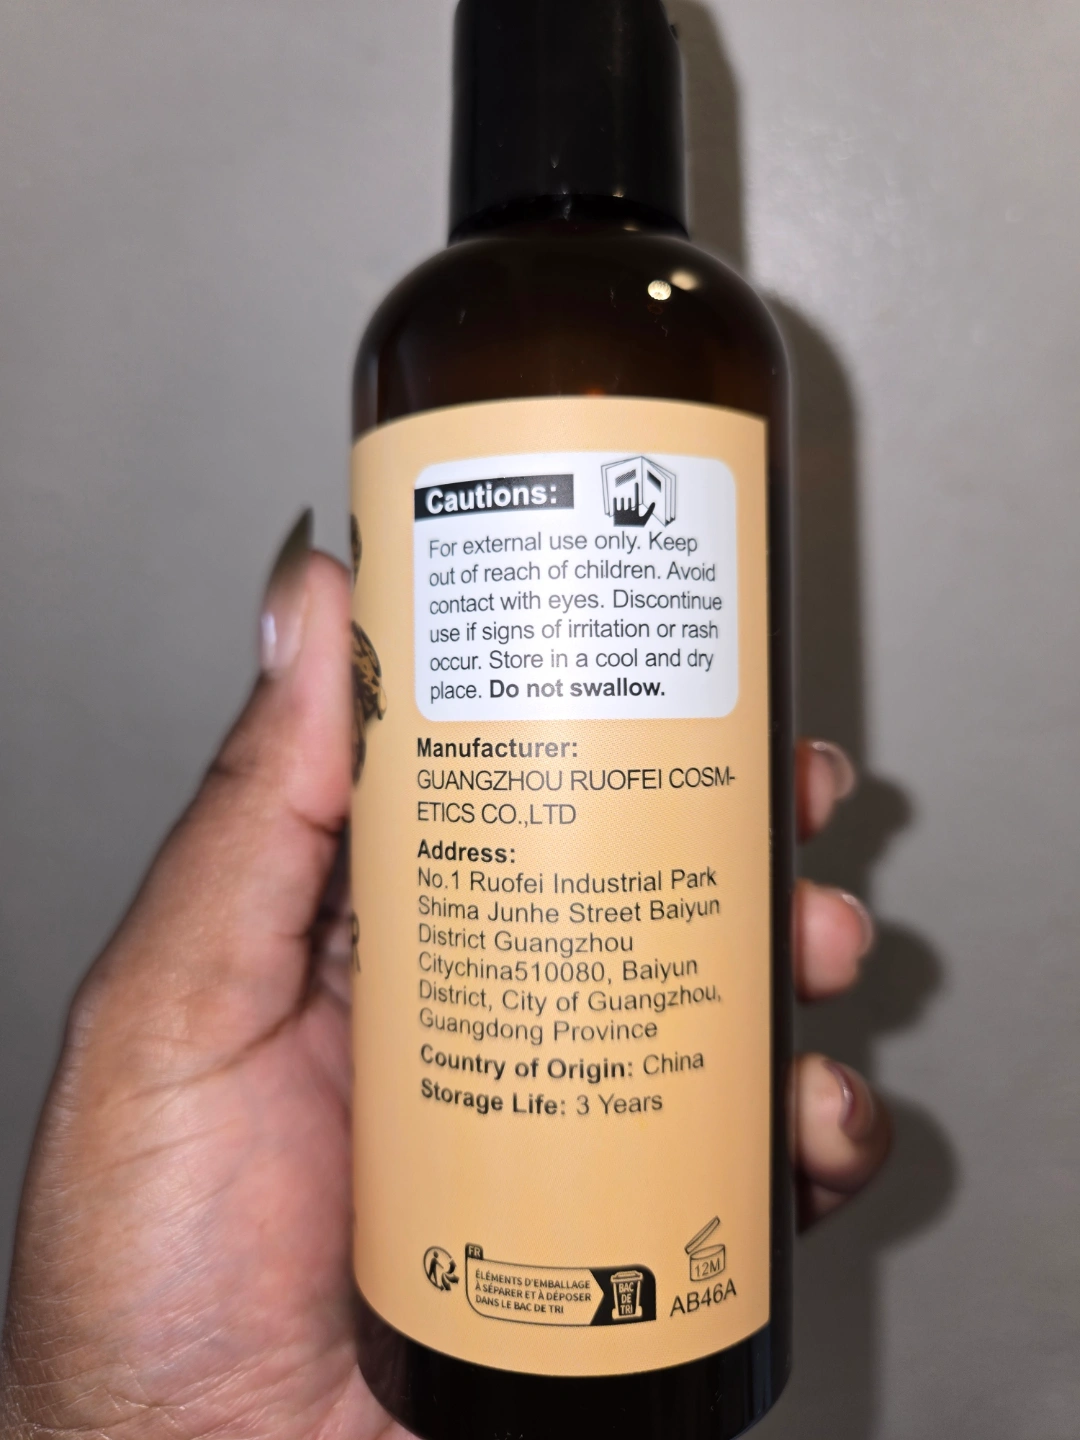 Cautions:
For external use only. Keep
out of reach of children. Avoid
contact with eyes. Discontinue
use if signs of irritation or rash
occur. Store in a cool and dry
place. Do not swallow.
Manufacturer:
GUANGZHOU RUOFEI COSM-
ETICS CO.,LTD
Address:
No.1 Ruofei Industrial Park
Shima Junhe Street Baiyun
District Guangzhou
Citychina510080, Baiyun
District, City of Guangzhou,
Guangdong Province
Country of Origin: China
Storage Life: 3 Years
FR
ÉLÉMENTS D'EMBALLAGE
À SÉPARER ET À DÉPOSER
DANS LE BAC DE TRI
BAC
DE
TRI
12M
AB46A